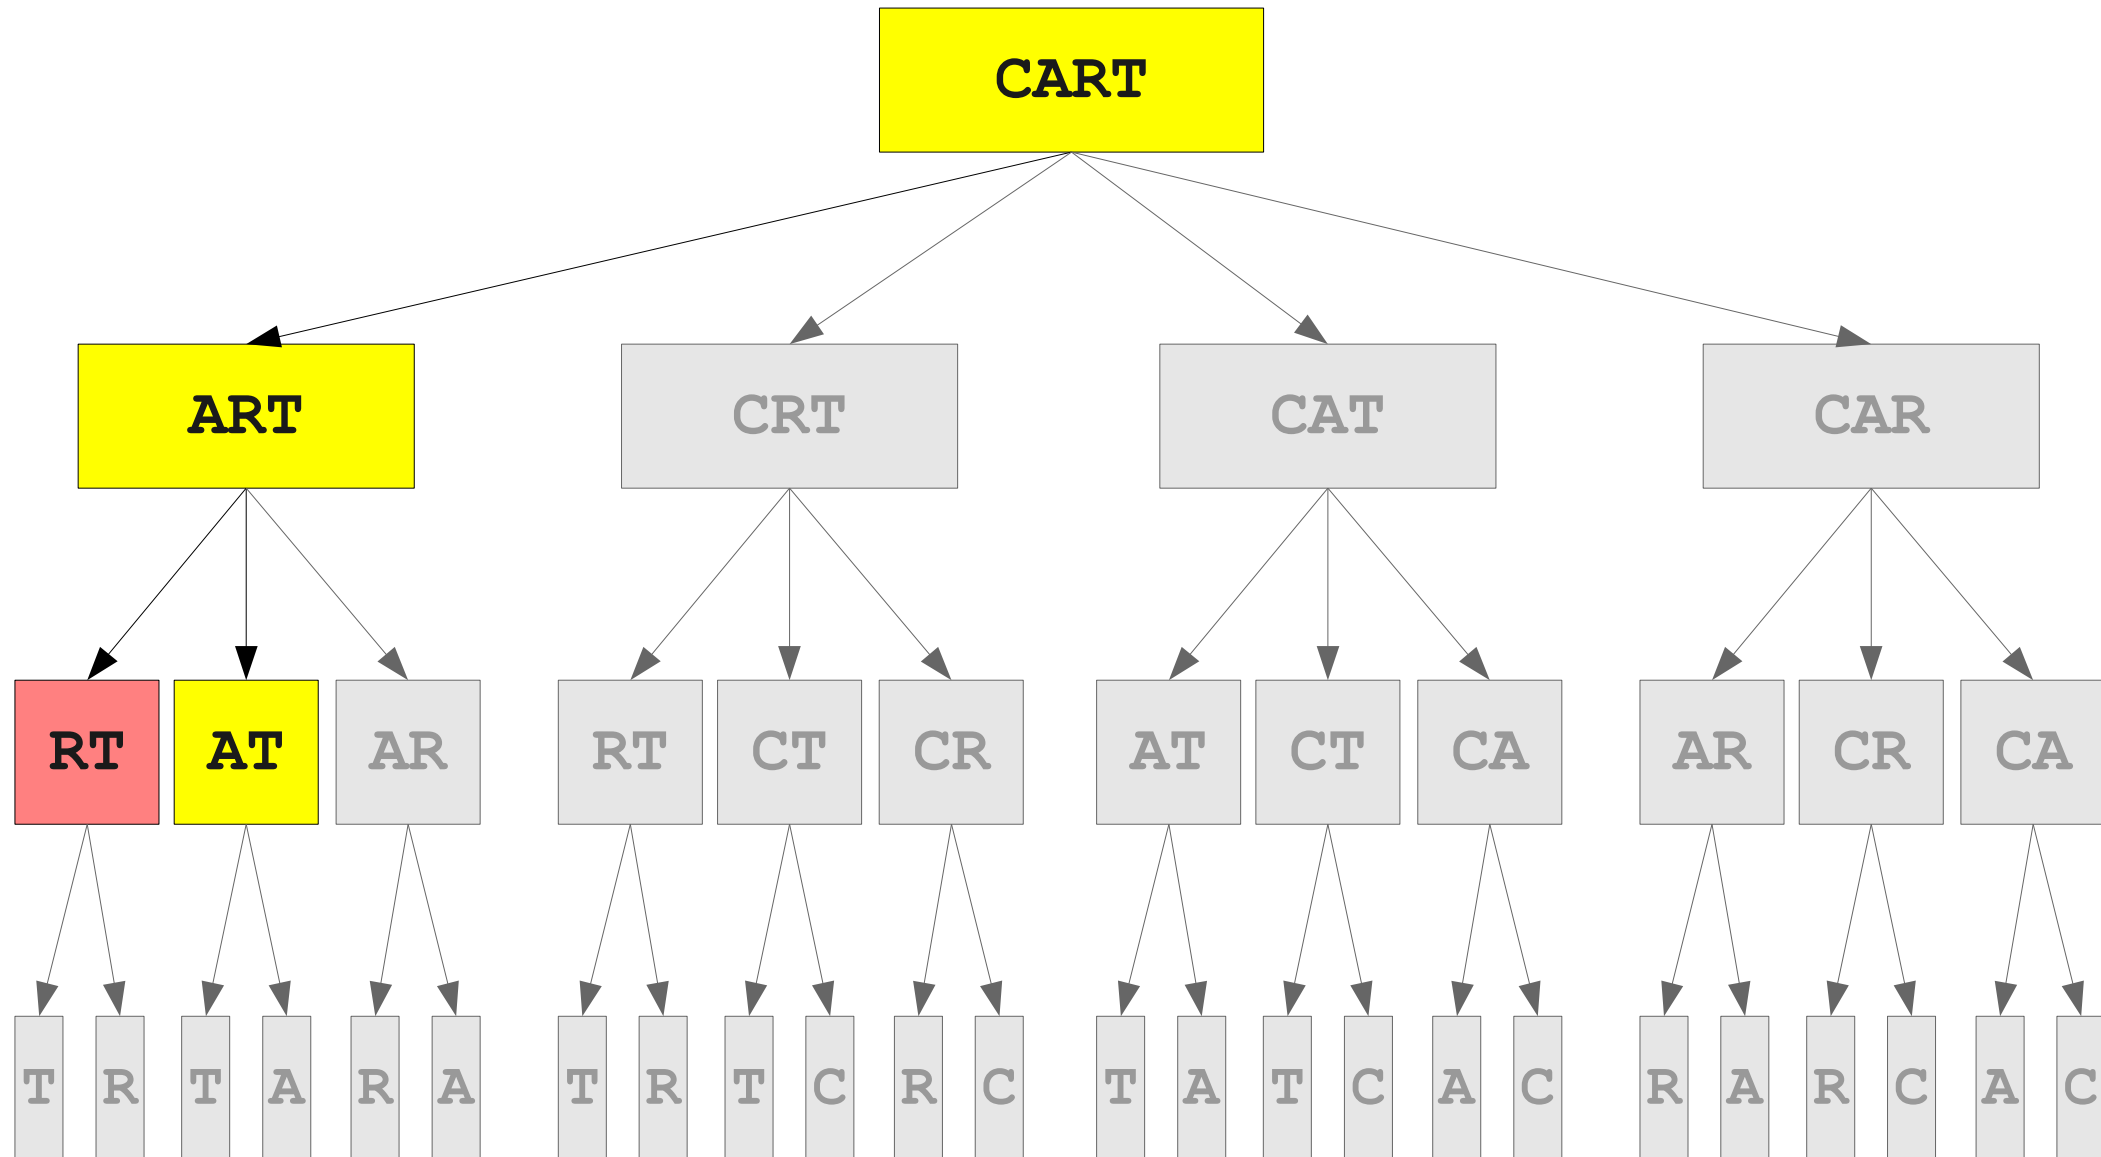 CART
ART CRT CAT CAR
RT AT AR RT CT CR AT CT CA AR CR CA
T R T A R A T R T C R C T A T C A C R A R C A C